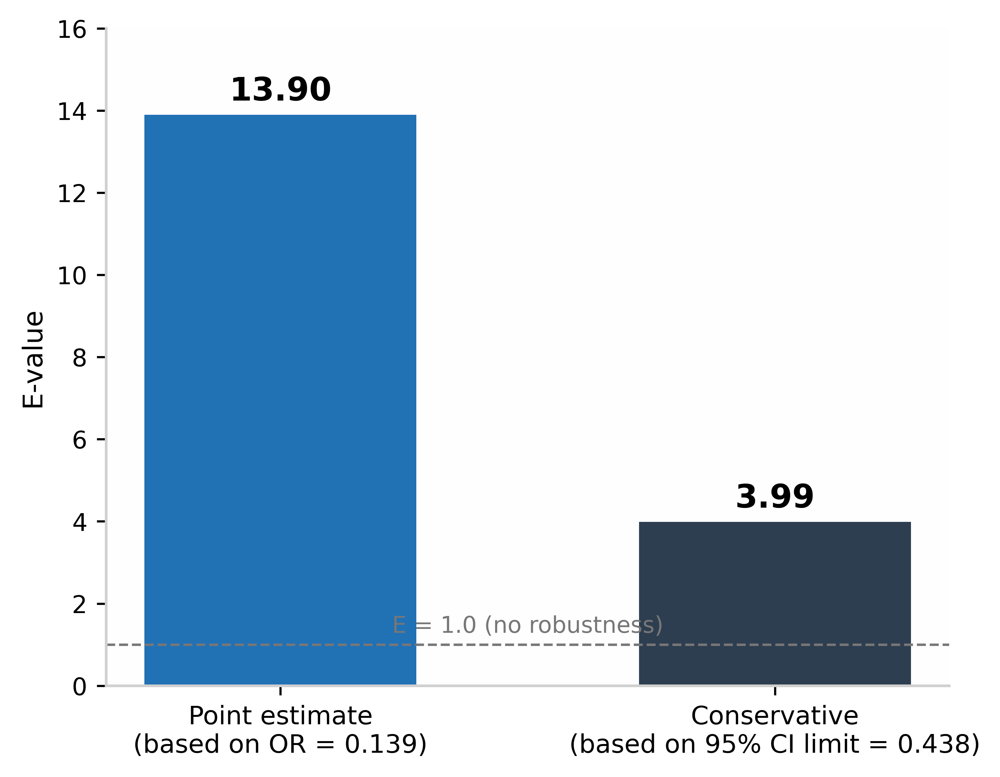 16
14
12
10
8
6
4
2
0
E-value
13.90
3.99
E = 1.0 (no robustness)
Point estimate
(based on OR = 0.139)
Conservative
(based on 95% CI limit = 0.438)